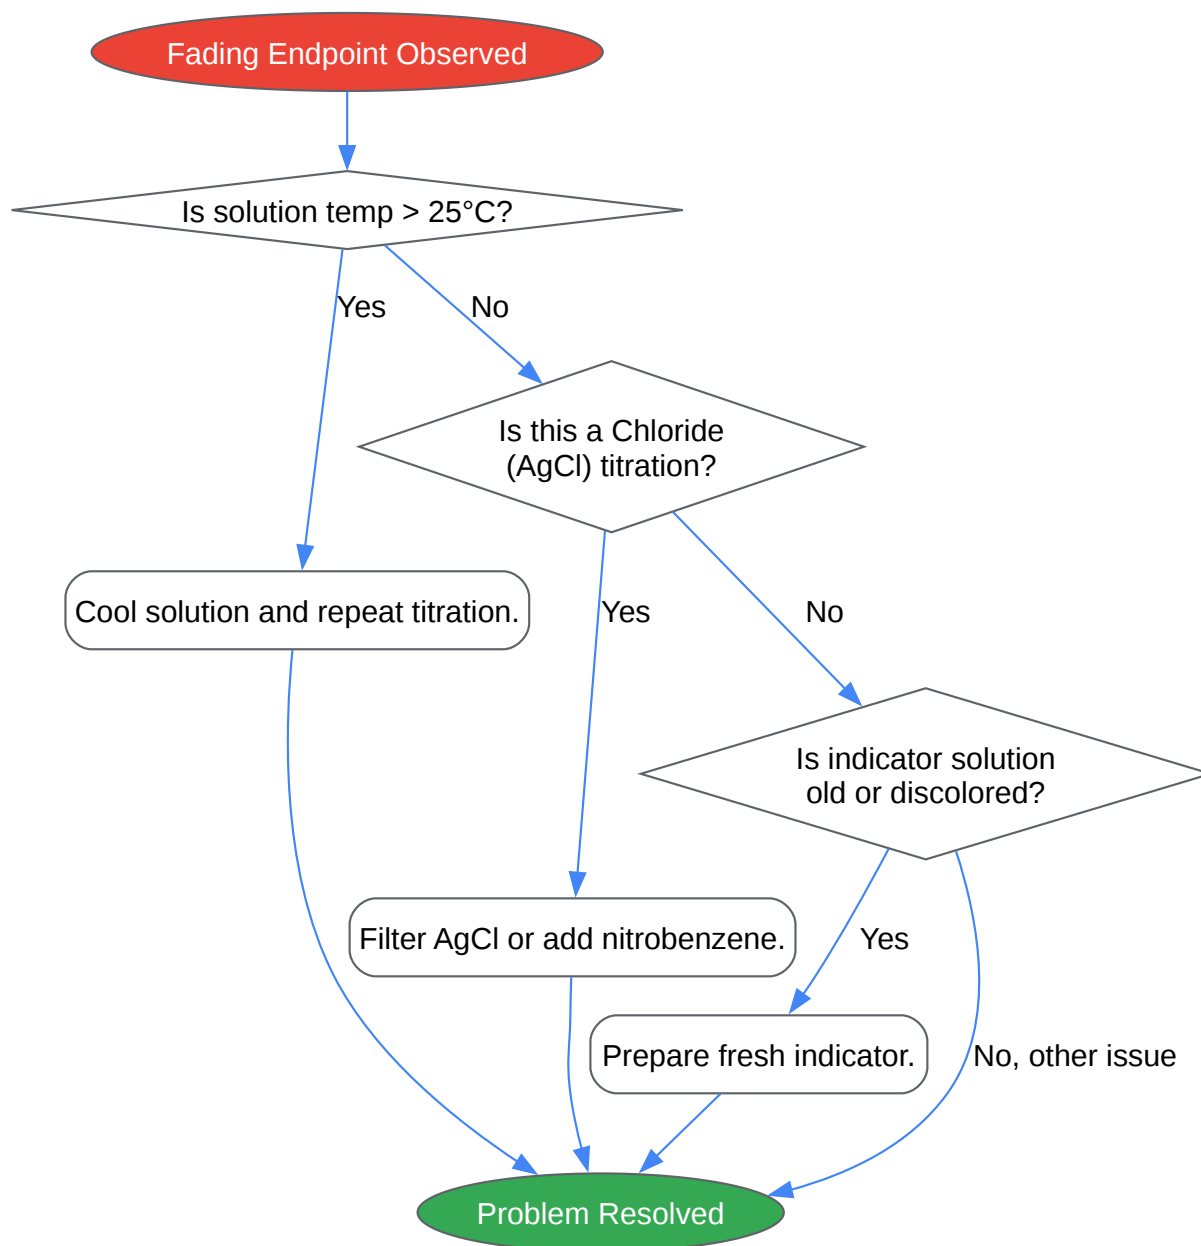 Fading Endpoint Observed
Is solution temp > 25°C?
Yes
No
Is this a Chloride
(AgCl) titration?
Cool solution and repeat titration.
Yes
No
Is indicator solution
old or discolored?
Filter AgCl or add nitrobenzene.
Yes
Prepare fresh indicator.
No, other issue
Problem Resolved